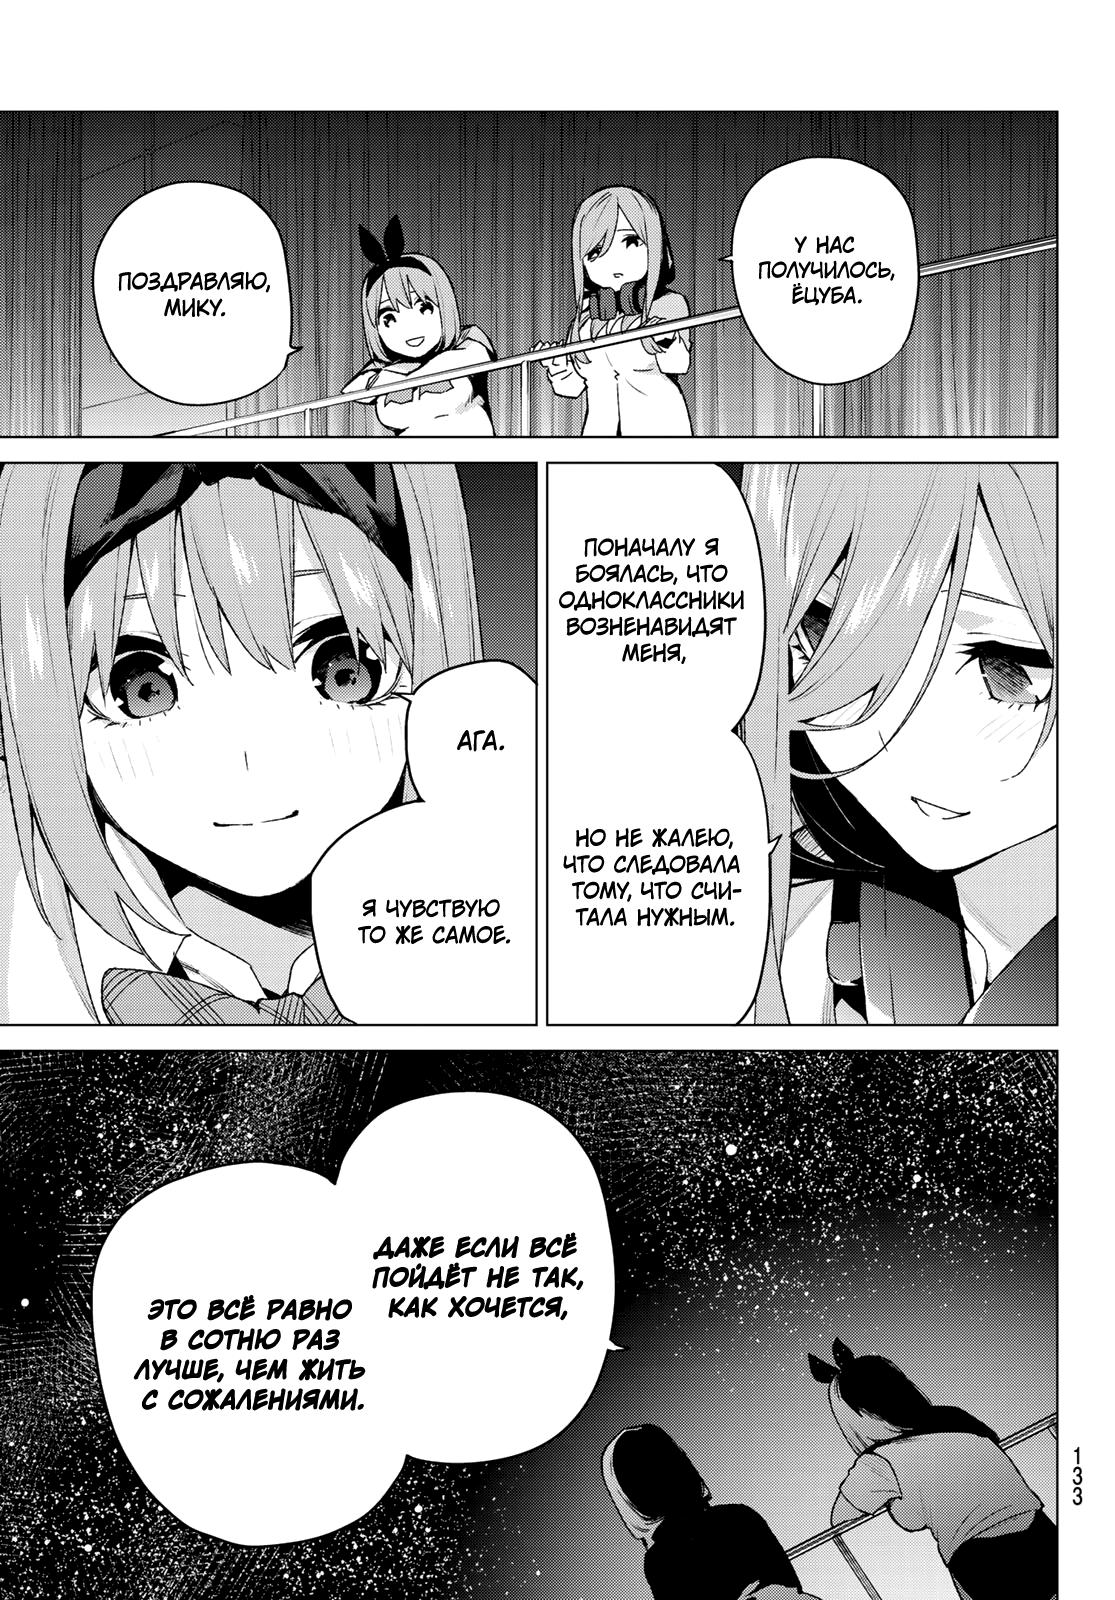 У НАС
ПОЛУЧИЛОСЬ,
ЁЦУБА.
ПОЗДРАВЛЯЮ,
МИКУ.
ПОНАЧАЛУ Я
БОЯЛАСЬ, ЧТО
ОДНОКЛАССНИКИ
ВОЗНЕНАВИДЯТ
МЕНЯ,
НО НЕ ЖАЛЕЮ,
ЧТО СЛЕДОВАЛА
ТОМУ, ЧТО СЧИ-
ТАЛА НУЖНЫМ.
АГА.
Я ЧУВСТВУЮ
ТО ЖЕ САМОЕ.
ДАЖЕ ЕСЛИ ВСЁ
ПОЙДЁТ НЕ ТАК,
КАК ХОЧЕТСЯ,
ЭТО ВСЁ РАВНО
В СОТНЮ РАЗ
ЛУЧШЕ, ЧЕМ ЖИТЬ
С СОЖАЛЕНИЯМИ.
133